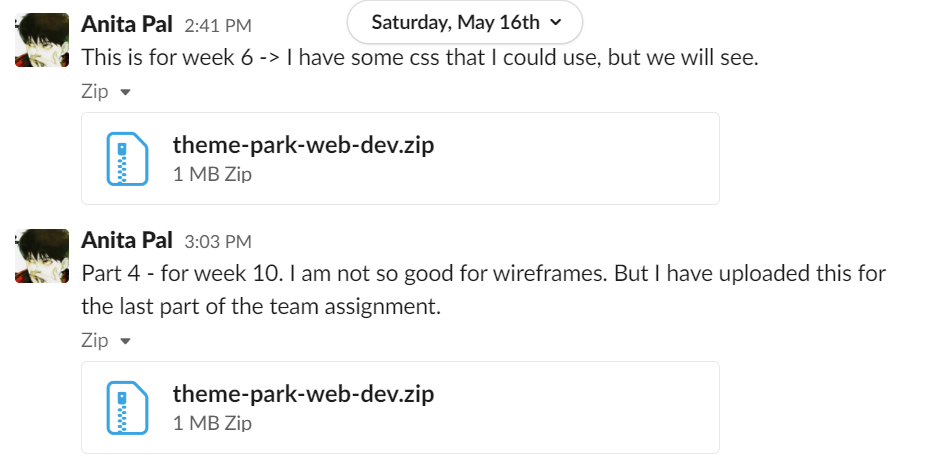 Saturday, May 16th
Anita Pal 2:41 PM
This is for week 6 -> I have some css that I could use, but we will see.
Zip
theme-park-web-dev.zip
1 MB Zip
Anita Pal 3:03 PM
Part 4 - for week 10. I am not so good for wireframes. But I have uploaded this for
the last part of the team assignment.
Zip
theme-park-web-dev.zip
1 MB Zip